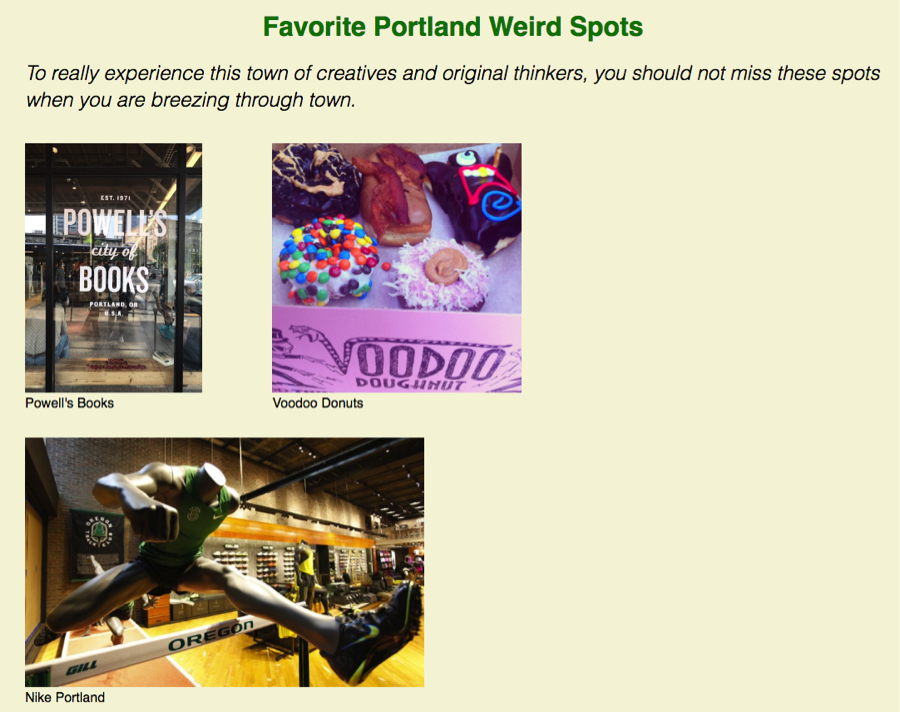 Favorite Portland Weird Spots
To really experience this town of creatives and original thinkers, you should not miss these spots
when you are breezing through town.
EST. 1971
POWELL'S
city of
BOOKS
PORTLAND, OR
U.S.A.
VOODOO
DOUGHNUT
Powell's Books
Voodoo Donuts
OREGON
GILL
OREGON
Nike Portland